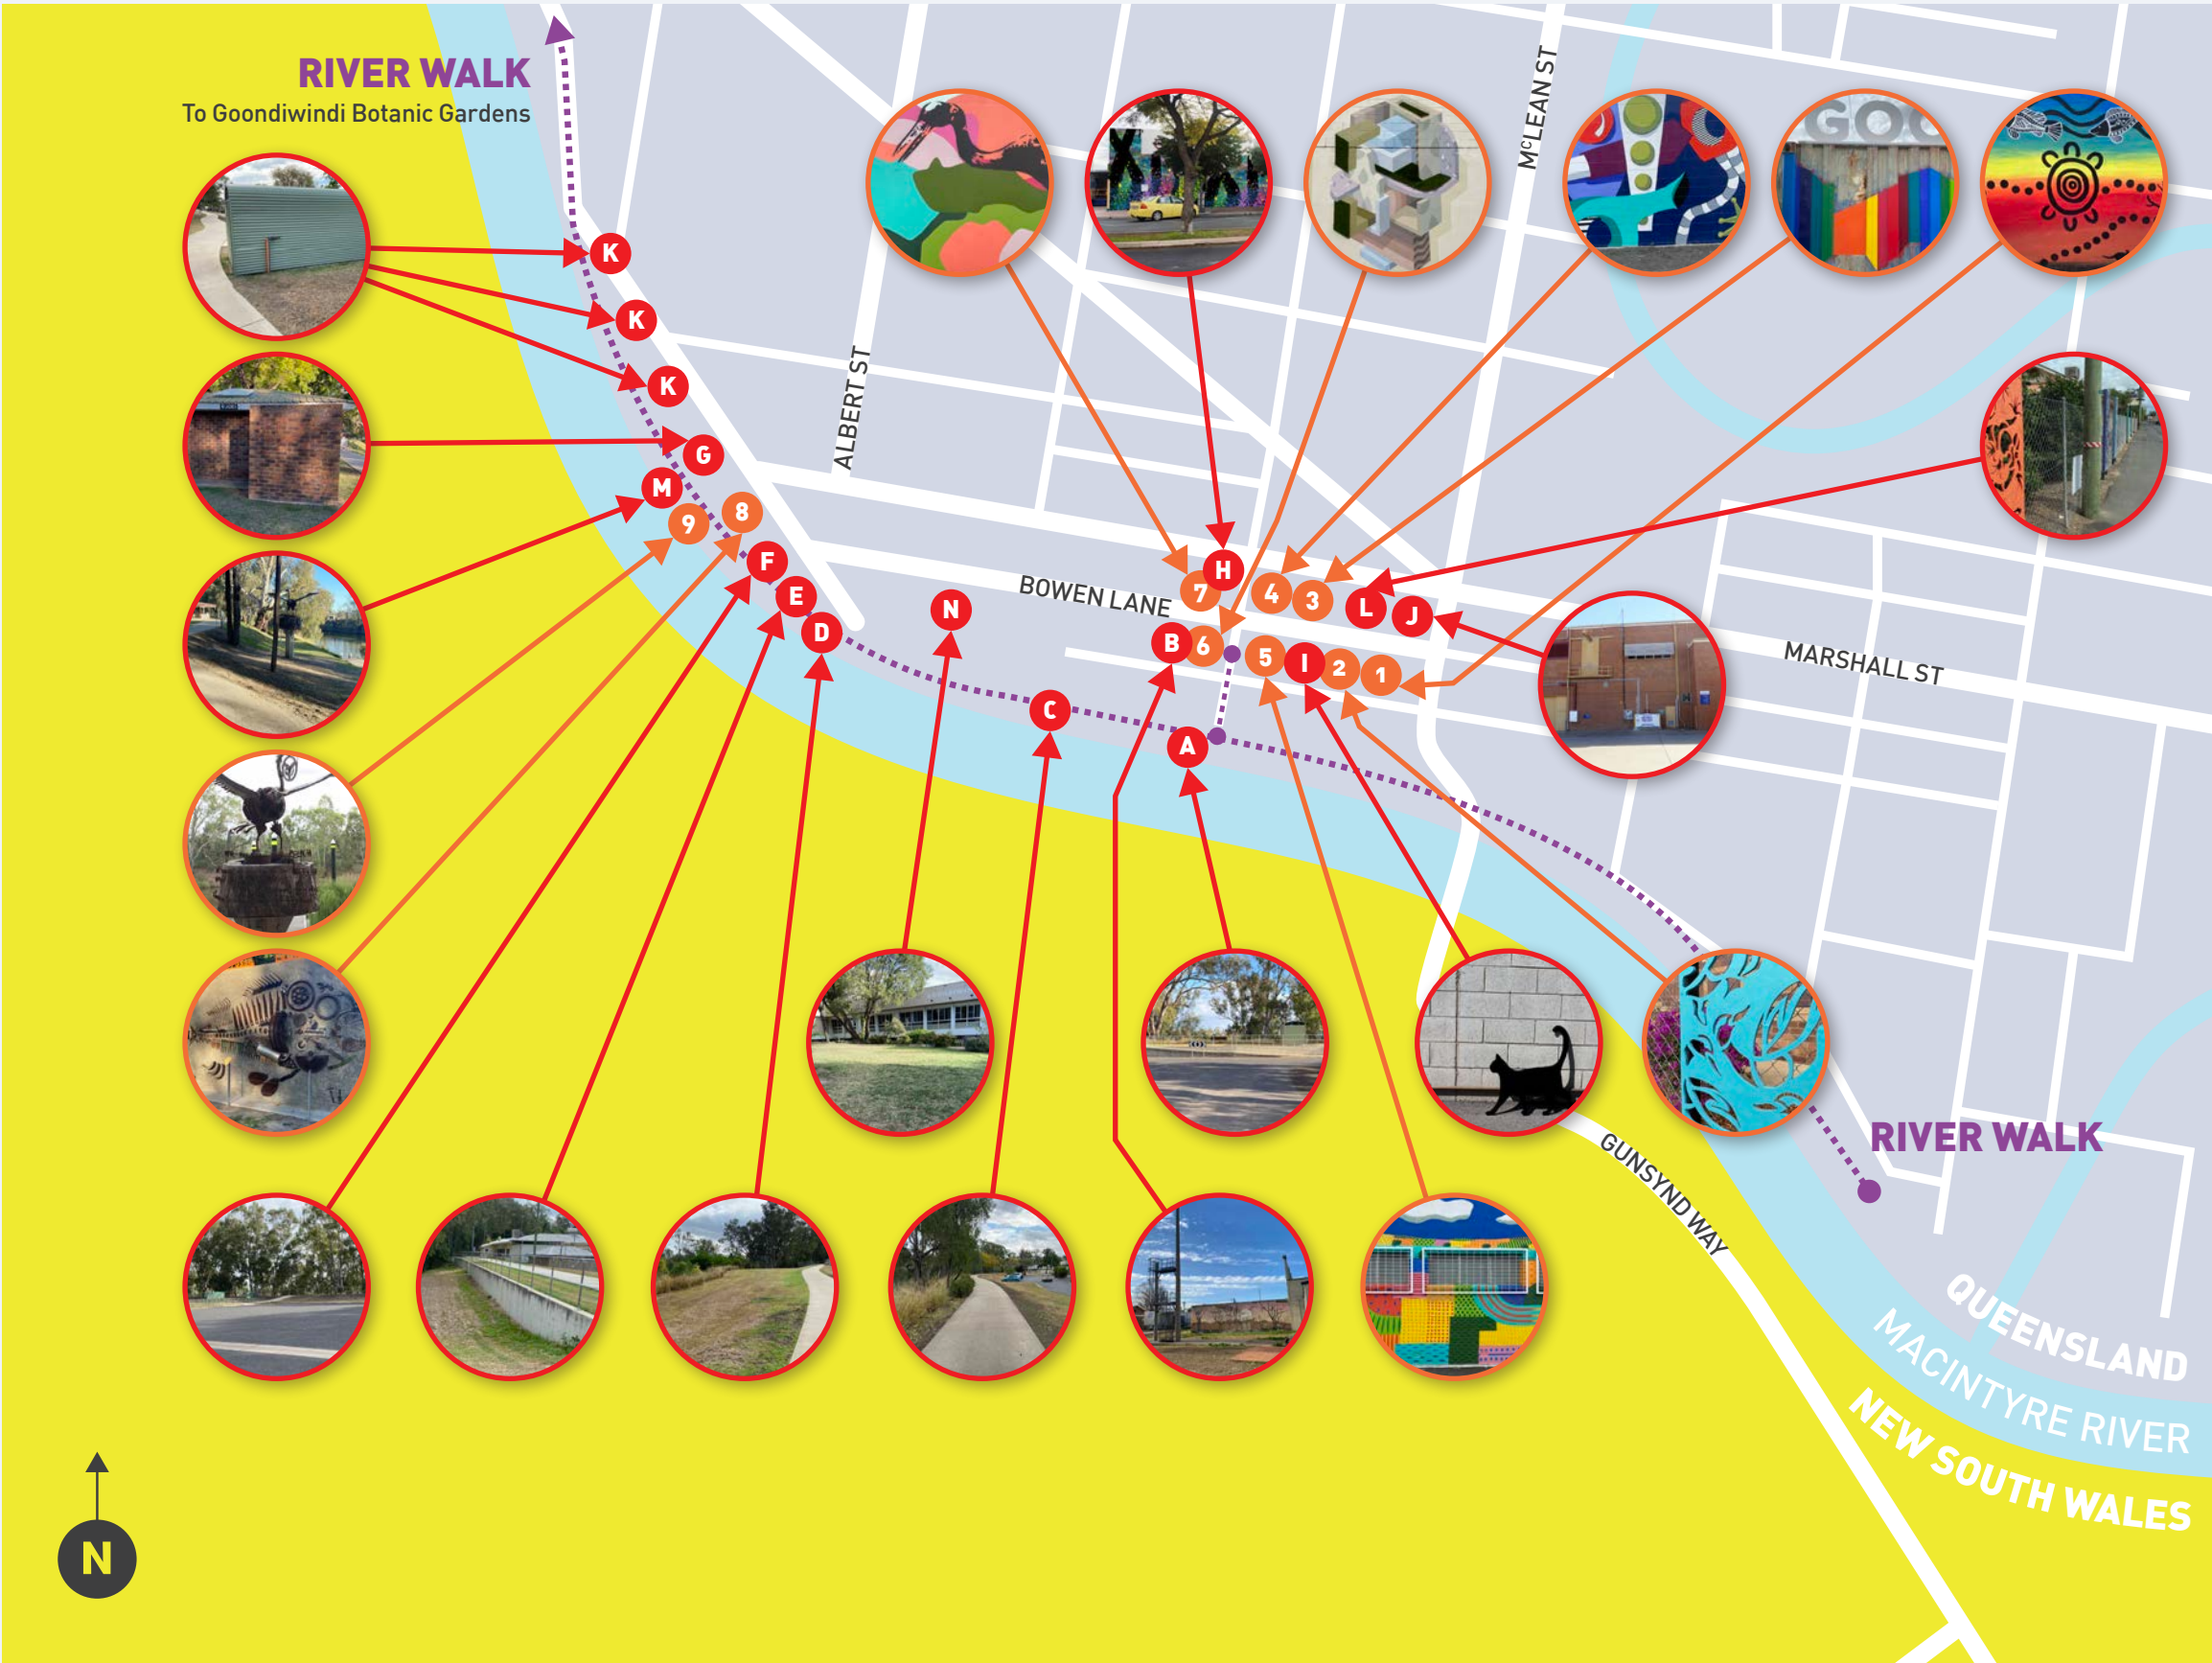 RIVER WALK
To Goondiwindi Botanic Gardens
McLEAN ST
GOO
ALBERT ST
K
K
K
G
M
9
8
F
E
D
N
BOWEN LANE
H
7
4
3
L
J
B
6
5
I
2
1
MARSHALL ST
C
A
RIVER WALK
GUNSYND WAY
QUEENSLAND
MACINTYRE RIVER
NEW SOUTH WALES
N